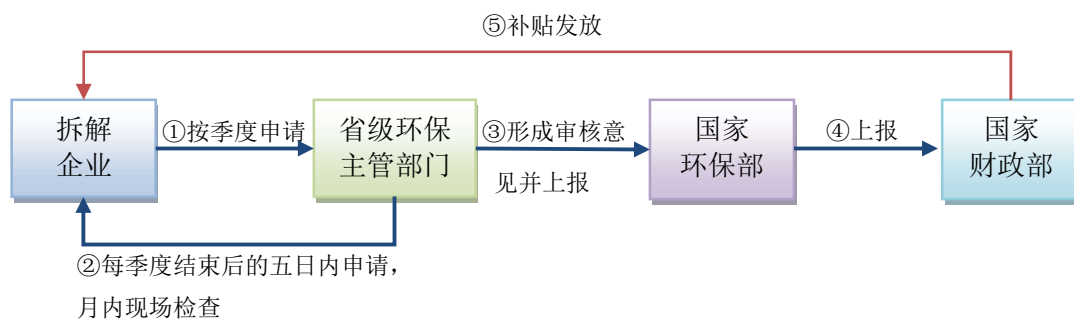 ⑤补贴发放
拆解
企业
①按季度申请
省级环保
主管部门
③形成审核意
见并上报
国家
环保部
④上报
国家
财政部
②每季度结束后的五日内申请，
月内现场检查